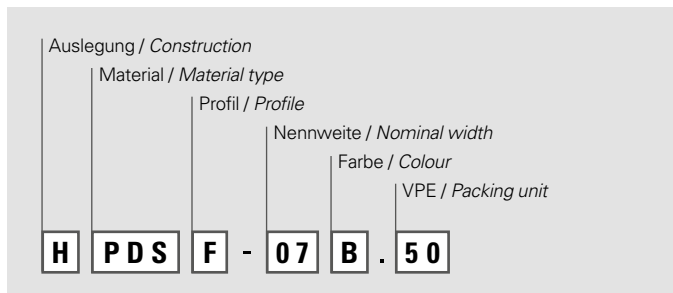 Auslegung / Construction
Material / Material type
Profil / Profile
Nennweite / Nominal width
Farbe / Colour
VPE / Packing unit
H PDS F - 07 B . 50